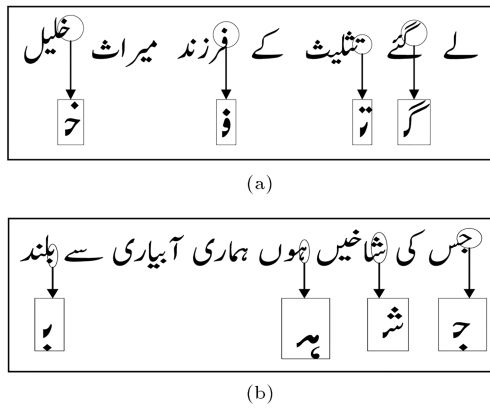 لے گئے تثلیث کے فرزند میراث خلیل
گ ت ف خ
(a)
جس کی شاخیں ہوں ہماری آبیاری سے بلند
ج ش ہ ب
(b)